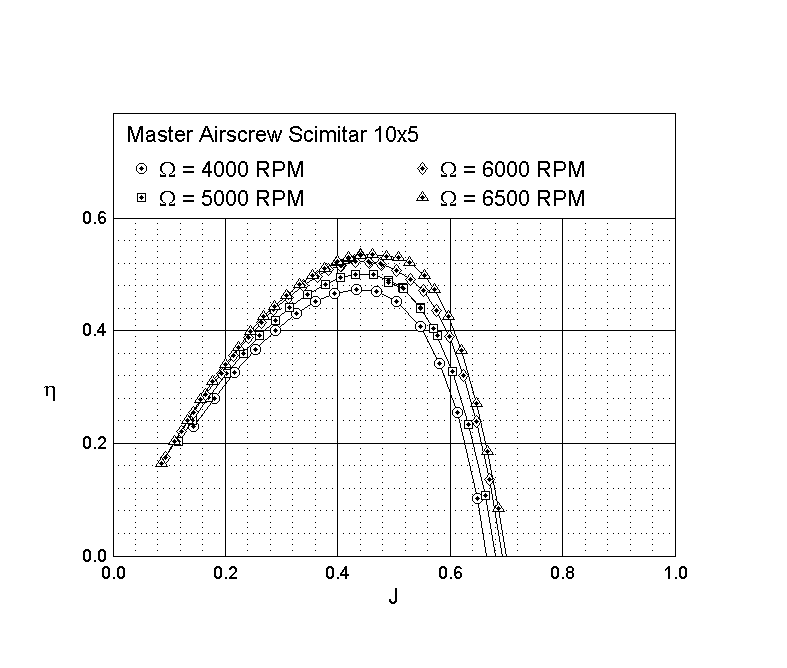 Master Airscrew Scimitar 10x5
Ω = 4000 RPM
Ω = 6000 RPM
Ω = 5000 RPM
Ω = 6500 RPM
0.6
0.4
η
0.2
0.0
0.0 0.2 0.4 0.6 0.8 1.0
J